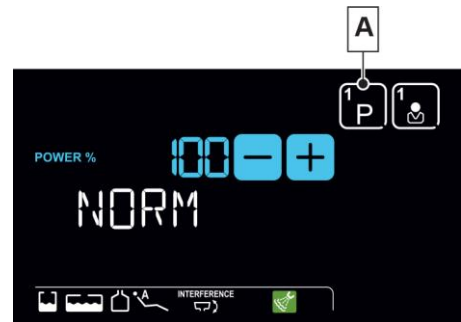 A
1 P 1
POWER % 100 − +
NORM
A INTERFERENCE